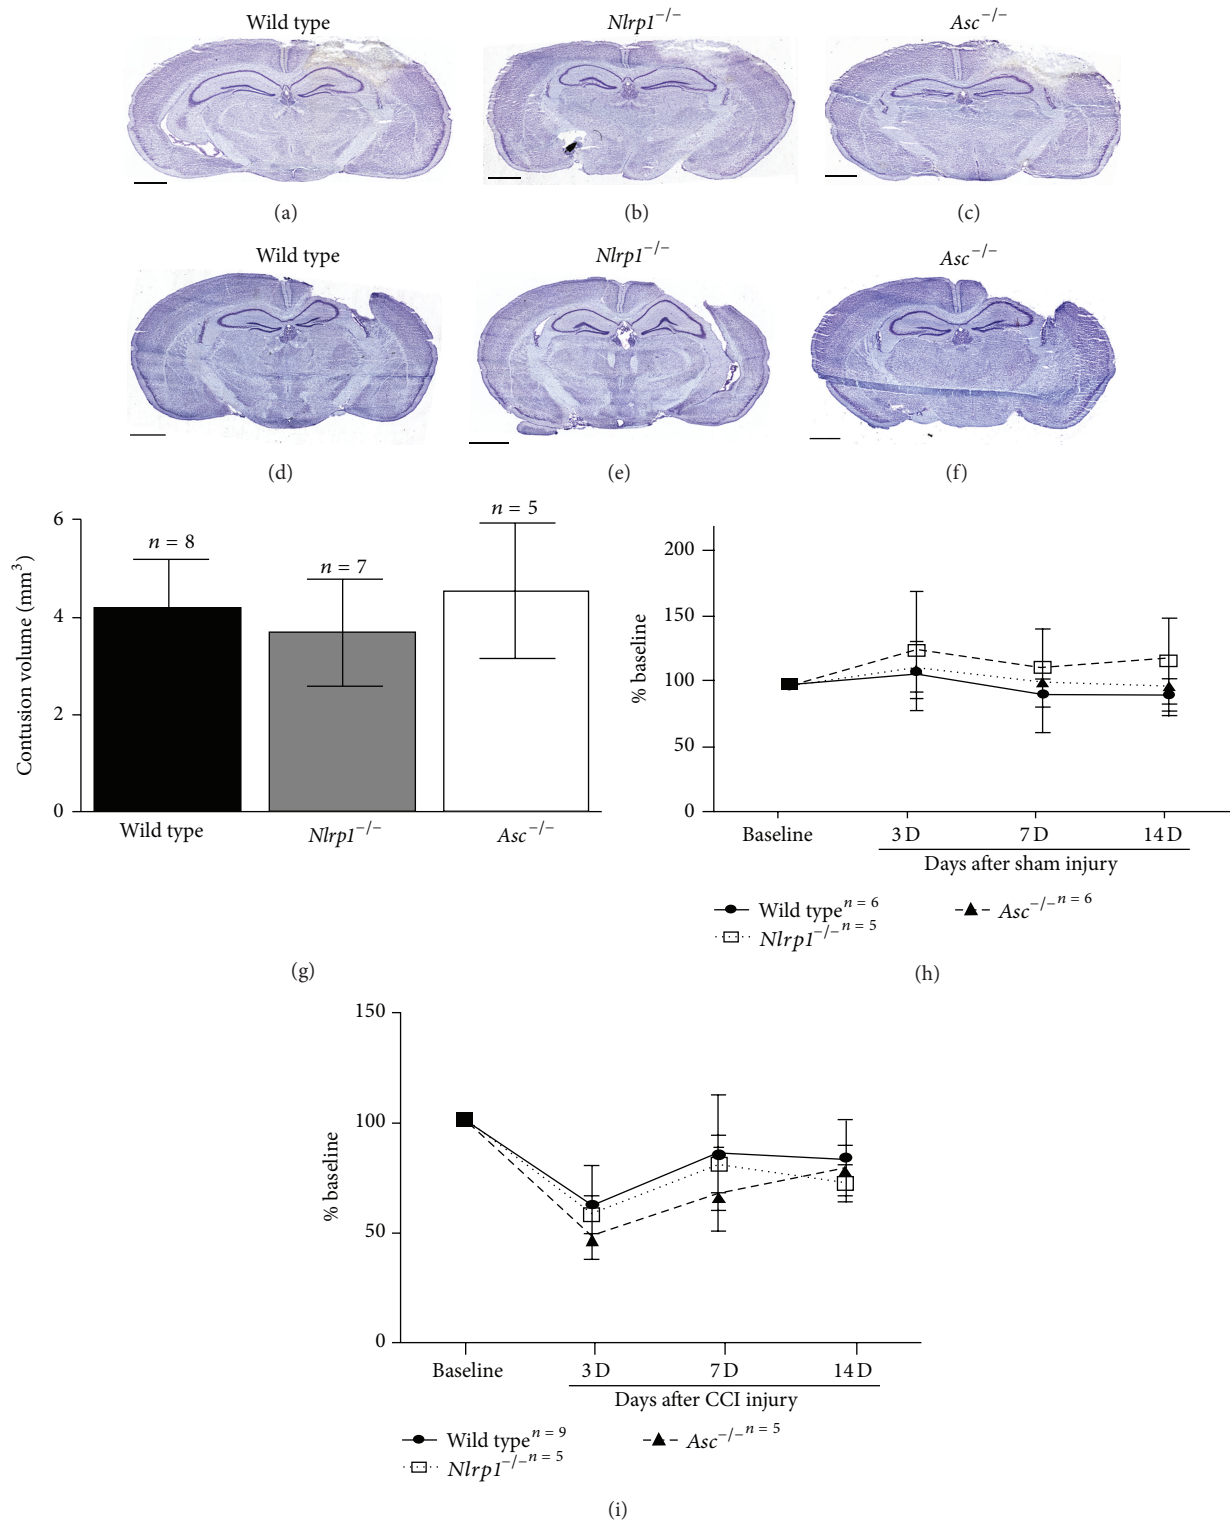 Wild type
Nlrp1−/−
Asc−/−
(a)
(b)
(c)
Wild type
Nlrp1−/−
Asc−/−
(d)
(e)
(f)
Contusion volume (mm3)
6
4
2
0
n = 8
n = 7
n = 5
Wild type
Nlrp1−/−
Asc−/−
(g)
% baseline
200
150
100
50
0
Baseline
3 D
7 D
14 D
Days after sham injury
Wild type n = 6
Asc−/− n = 6
Nlrp1−/− n = 5
(h)
% baseline
150
100
50
0
Baseline
3 D
7 D
14 D
Days after CCI injury
Wild type n = 9
Asc−/− n = 5
Nlrp1−/− n = 5
(i)